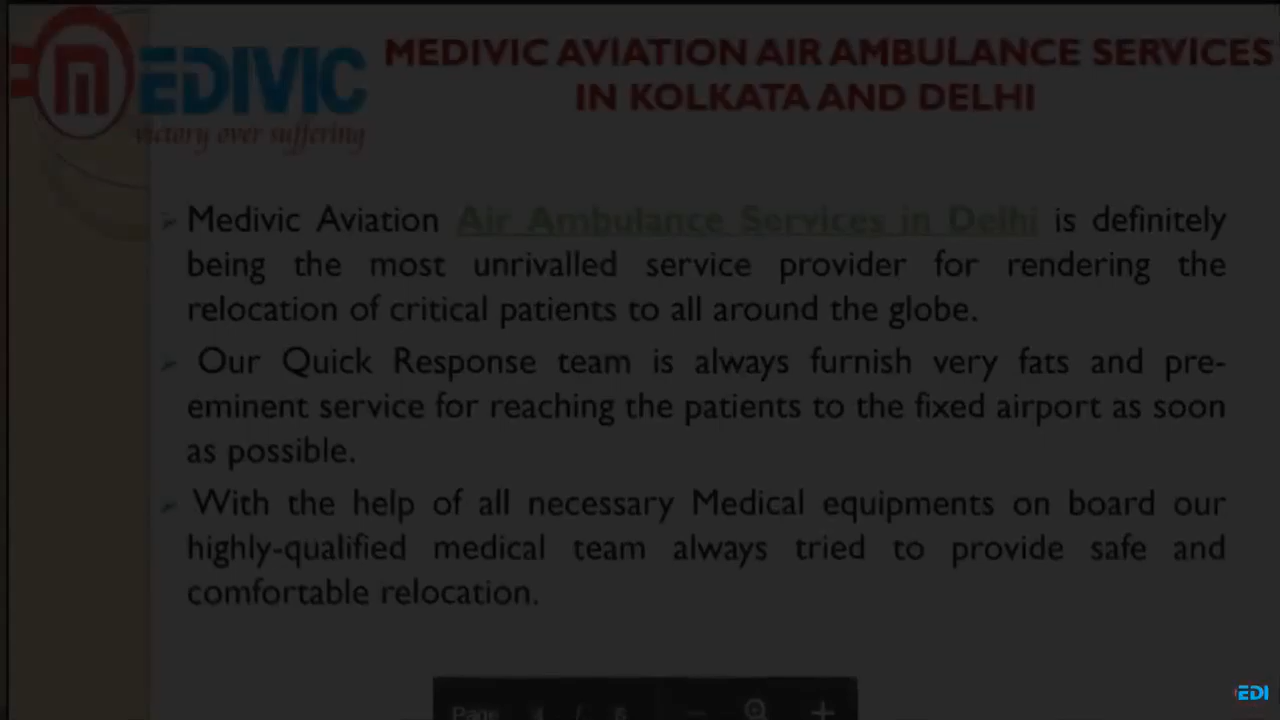 MEDIVIC
victory over suffering
MEDIVIC AVIATION AIR AMBULANCE SERVICES
IN KOLKATA AND DELHI
➢ Medivic Aviation Air Ambulance Services in Delhi is definitely
being the most unrivalled service provider for rendering the
relocation of critical patients to all around the globe.
➢ Our Quick Response team is always furnish very fats and pre-
eminent service for reaching the patients to the fixed airport as soon
as possible.
➢ With the help of all necessary Medical equipments on board our
highly-qualified medical team always tried to provide safe and
comfortable relocation.
Page /
EDI